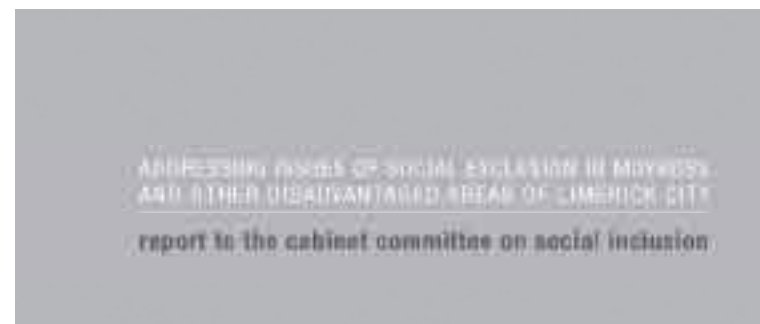 ADDRESSING ISSUES OF SOCIAL EXCLUSION IN MOYROSS
AND OTHER DISADVANTAGED AREAS OF LIMERICK CITY
report to the cabinet committee on social inclusion